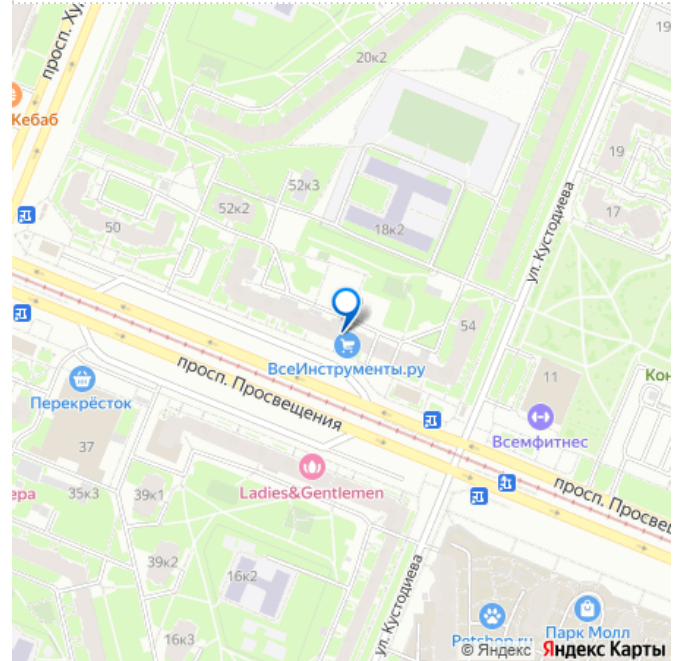 19
просп. Ху
20к2
Кебаб
19
52к3
52к2
17
50
18к2
ул. Кустодиева
54
ВсеИнструменты.ру
просп. Просвещения
11
Кон
Перекрёсток
Всемфитнес
37
ера
35к3
39к1
Ladies&Gentlemen
просп. Просвещ
39к2
16к2
ул. Кустодиева
16к3
Petshop.ru
Парк Молл
© Яндекс Яндекс Карты